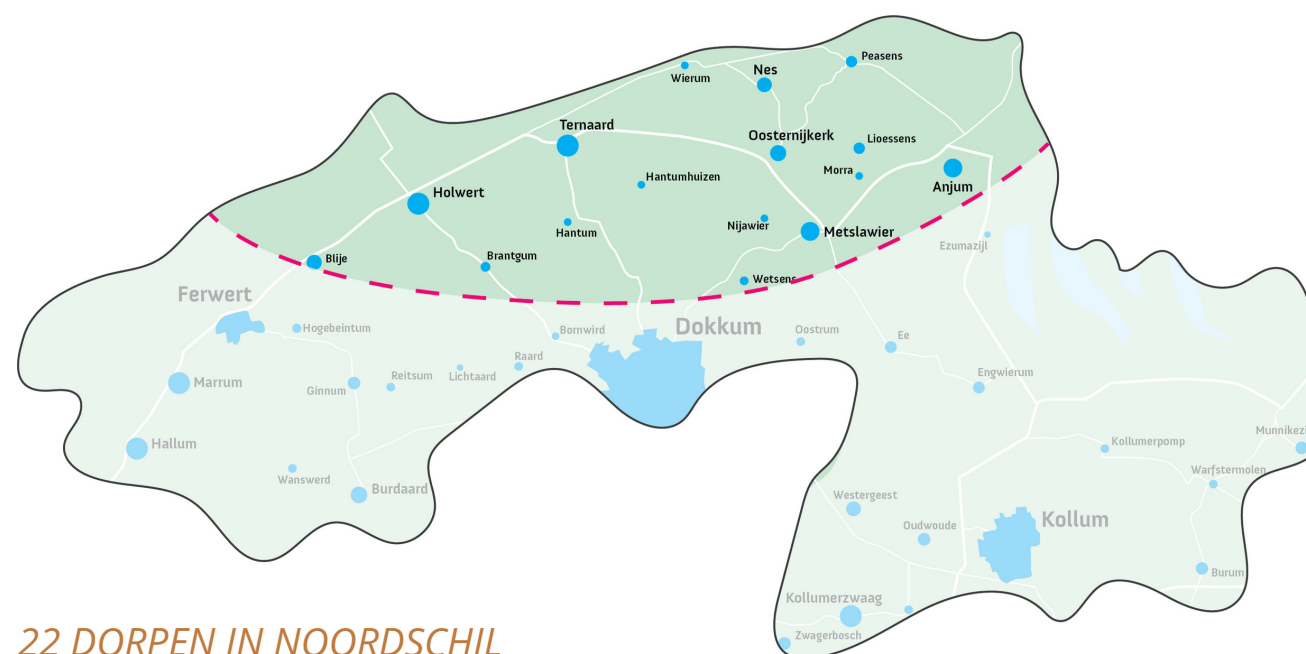 Peasens
Nes
Wierum
Ternaard
Oosternijkerk
Lioessens
Morra
Hantumhuizen
Anjum
Holwert
Nijawier
Hantum
Metslawier
Ezumazijl
Blije
Brantgum
Wetsens
Ferwert
Hogebeintum
Bornwird
Dokkum
Oostrum
Ee
Raard
Marrum
Ginnum
Reitsum
Lichtaard
Engwierum
Hallum
Kollumerpomp
Munnikezi
Wanswerd
Burdaard
Warfstermolen
Westergeest
Oudwoude
Kollum
Burum
Kollumerzwaag
Zwagerbosch
22 DORPEN IN NOORDSCHIL